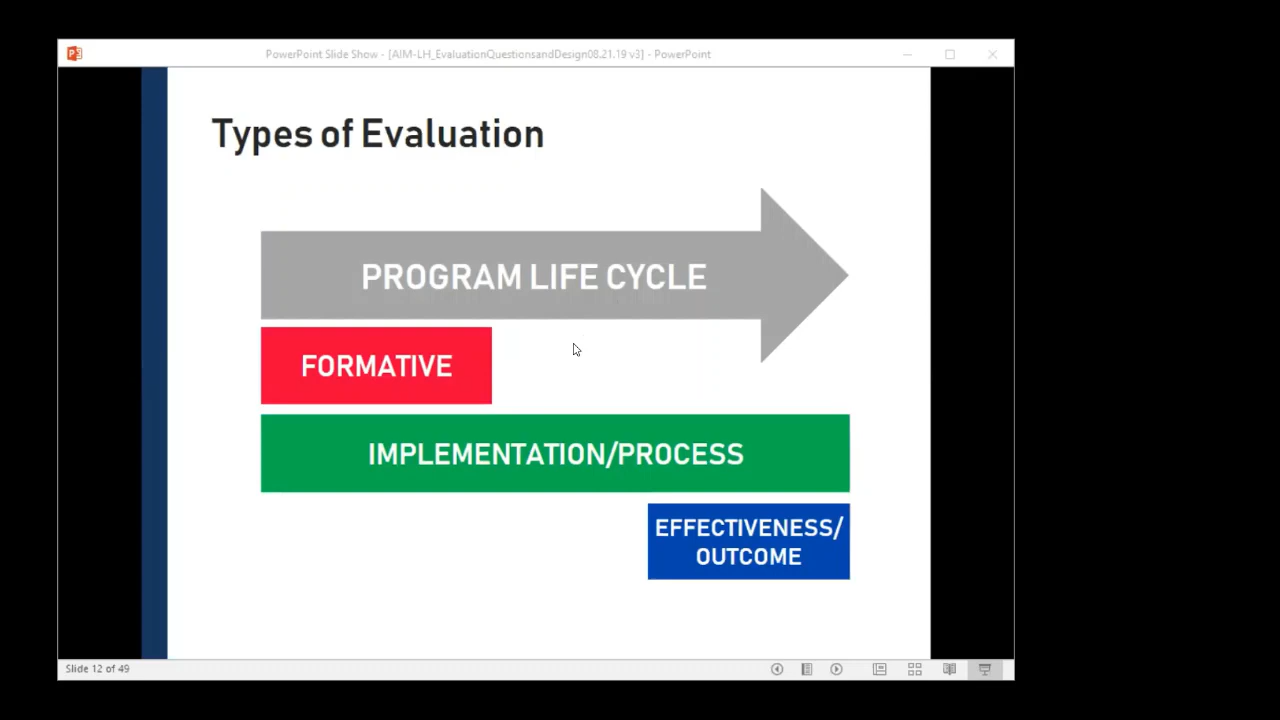 PowerPoint Slide Show - [AIM-LH_EvaluationQuestionsandDesign08.21.19 v3] - PowerPoint
Types of Evaluation
PROGRAM LIFE CYCLE
FORMATIVE
IMPLEMENTATION/PROCESS
EFFECTIVENESS/
OUTCOME
Slide 12 of 49